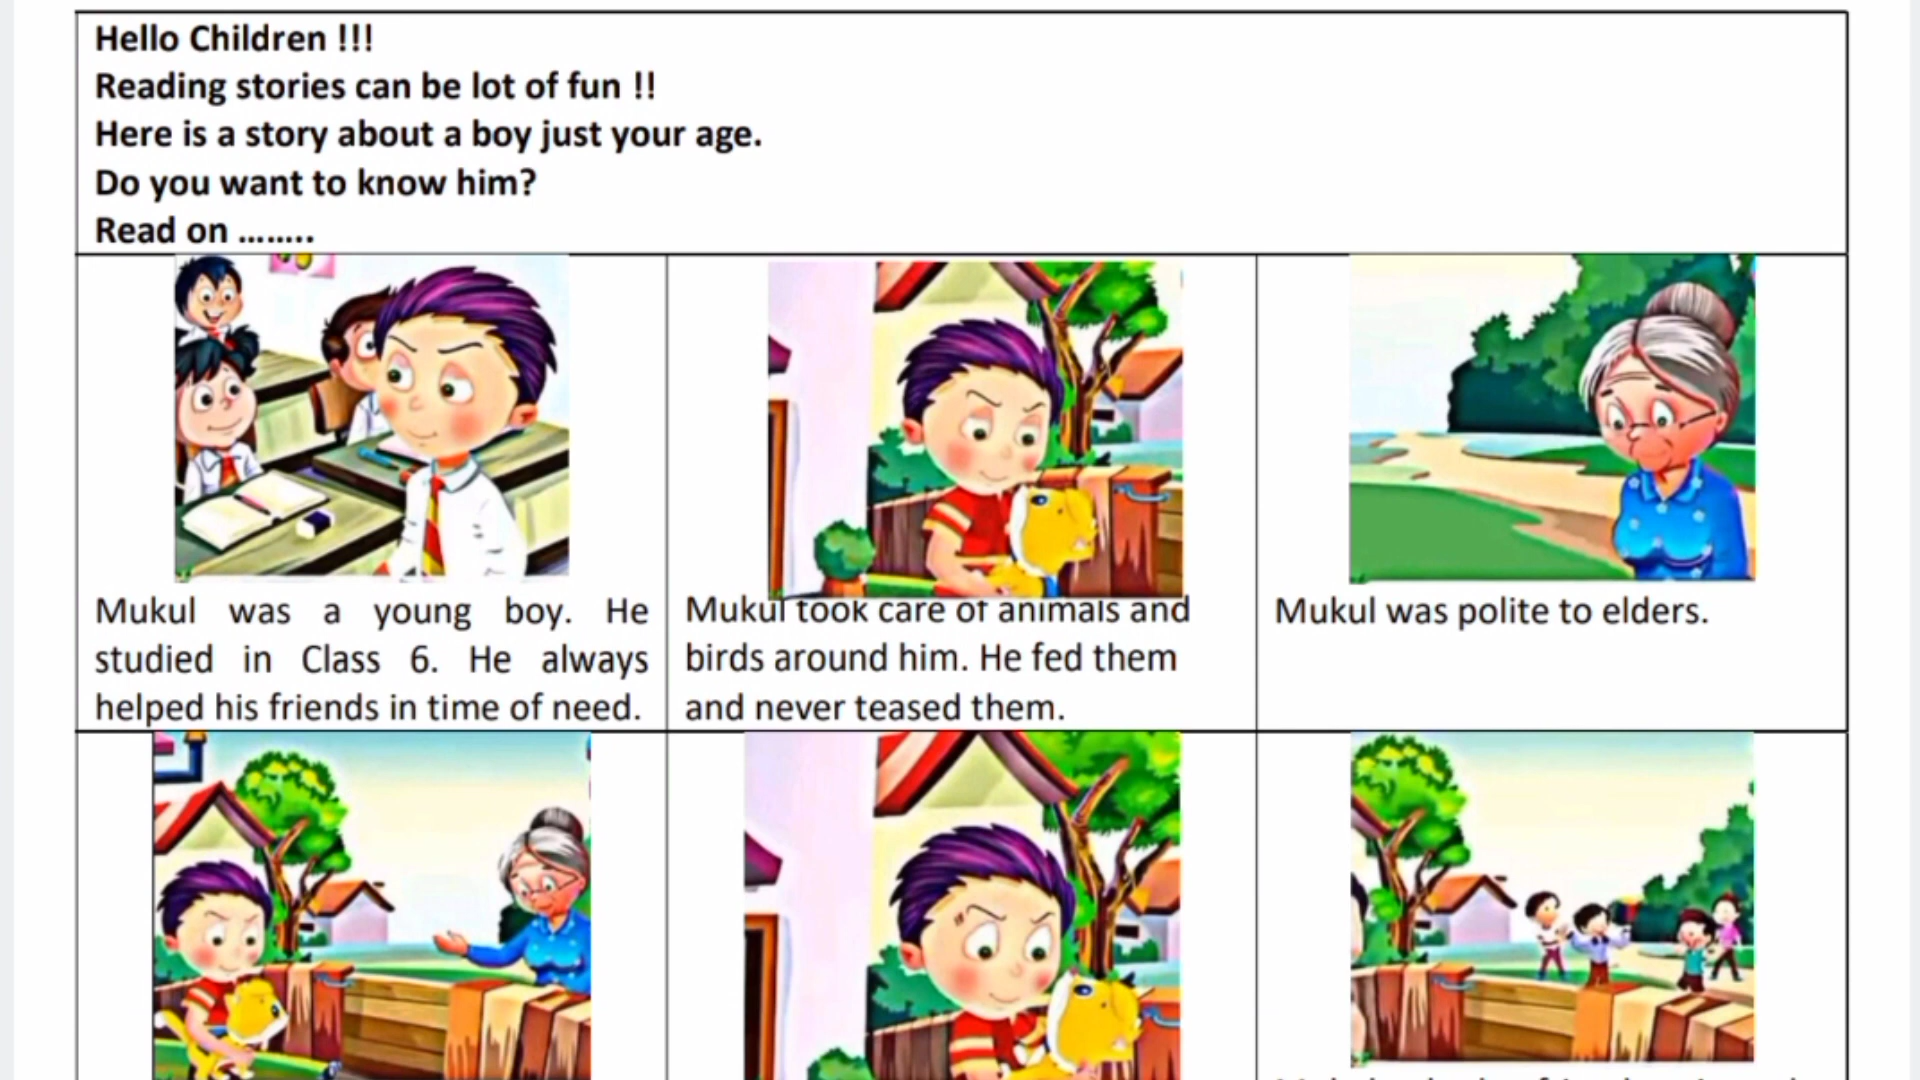 Hello Children !!!
Reading stories can be lot of fun !!
Here is a story about a boy just your age.
Do you want to know him?
Read on ........
Mukul was a young boy. He
studied in Class 6. He always
helped his friends in time of need.
Mukul took care of animals and
birds around him. He fed them
and never teased them.
Mukul was polite to elders.